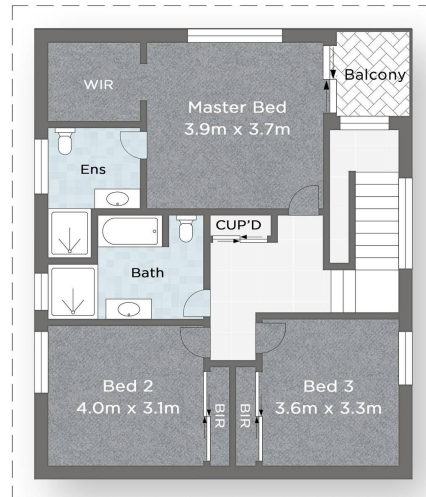 WIR
Balcony
Master Bed
3.9m x 3.7m
Ens
CUP'D
Bath
Bed 2
4.0m x 3.1m
BIR
BIR
Bed 3
3.6m x 3.3m